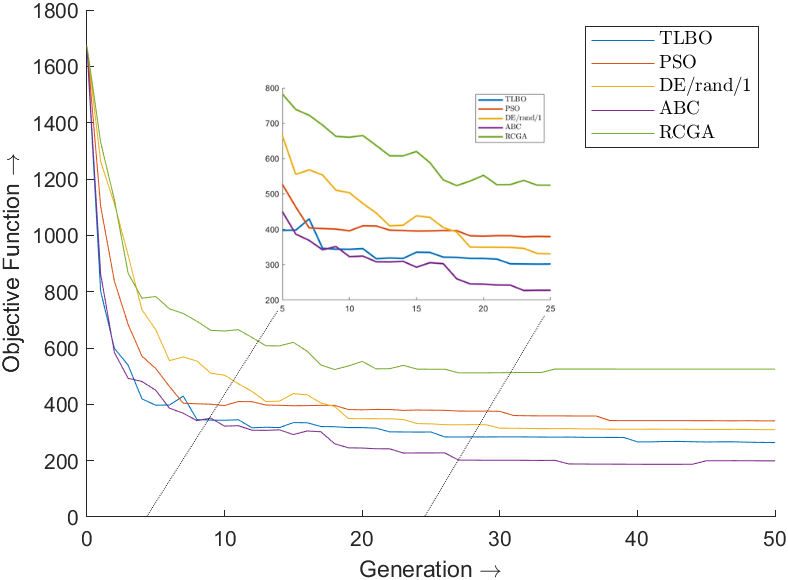 1800
1600
1400
1200
1000
800
600
400
200
0
Objective Function →
0
10
20
30
40
50
Generation →
TLBO
PSO
DE/rand/1
ABC
RCGA
800
700
600
500
400
300
200
5
10
15
20
25
TLBO
PSO
DE/rand/1
ABC
RCGA